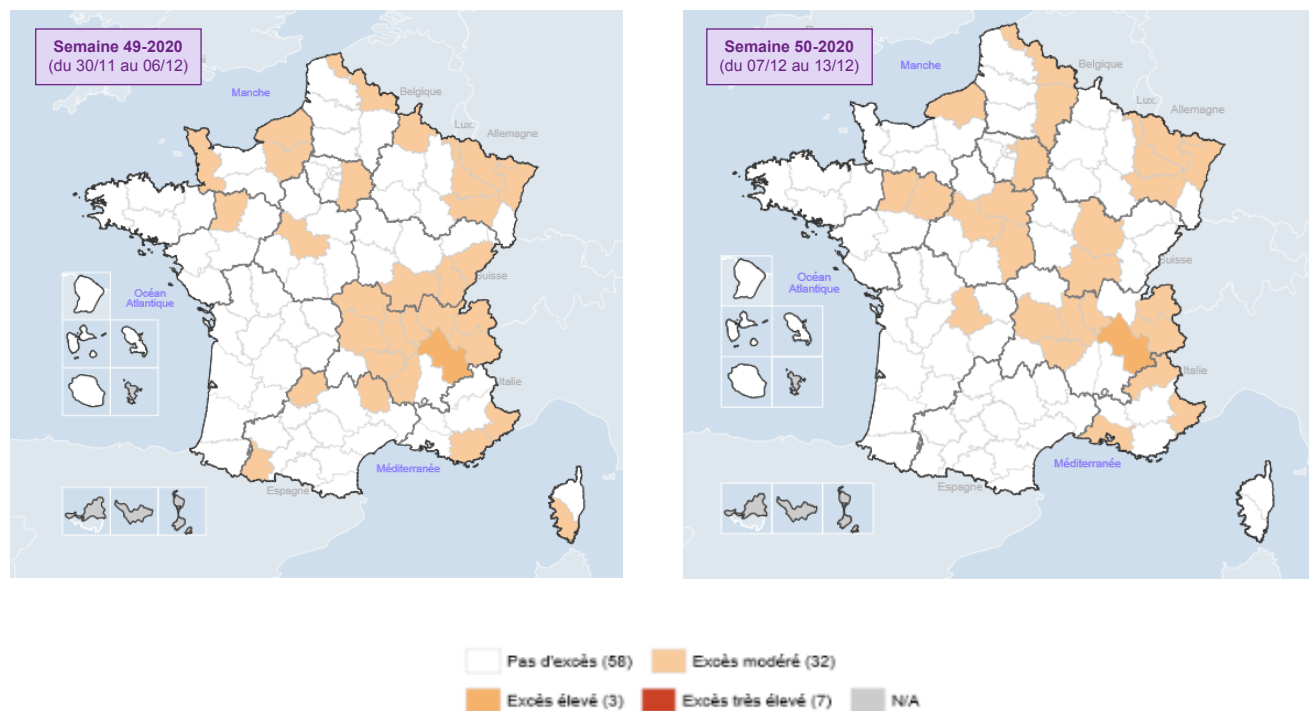 Semaine 49-2020
(du 30/11 au 06/12)
Manche
Belgique
Lux.
Allemagne
Suisse
Océan
Atlantique
Italie
Méditerranée
Espagne
Semaine 50-2020
(du 07/12 au 13/12)
Manche
Belgique
Lux.
Allemagne
Suisse
Océan
Atlantique
Italie
Méditerranée
Espagne
Pas d'excès (58)
Excès modéré (32)
Excès élevé (3)
Excès très élevé (7)
N/A